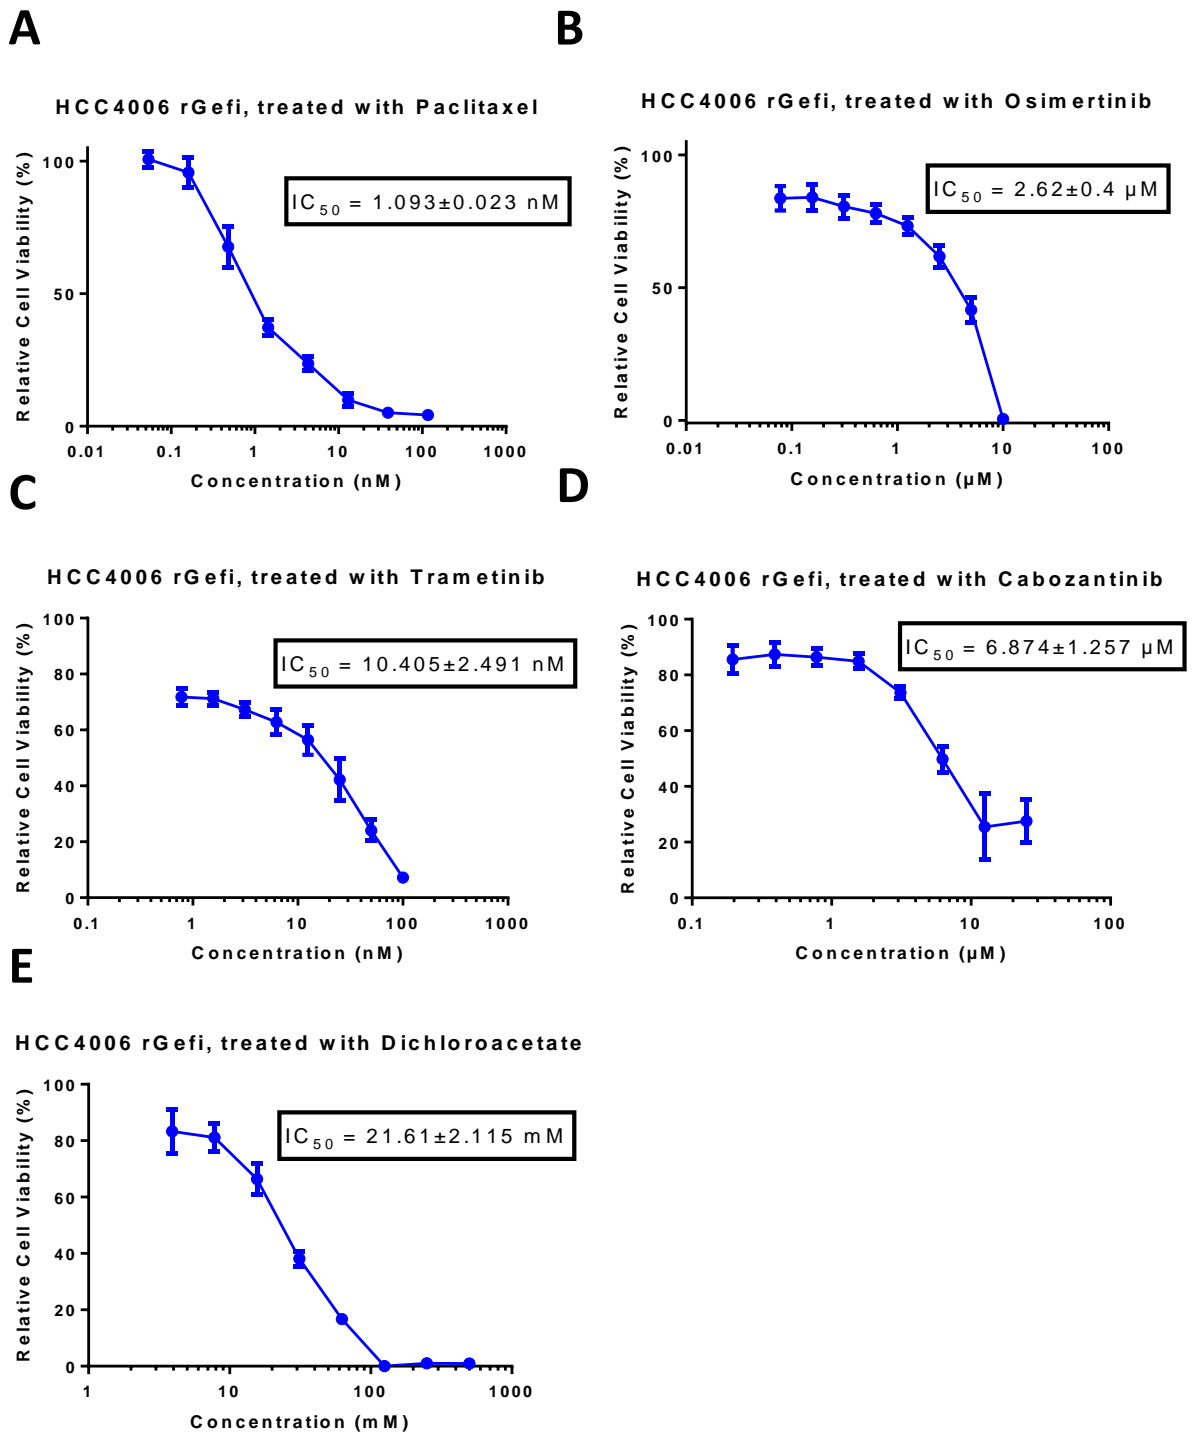 A
HCC4006 rGefi, treated with Paclitaxel
Relative Cell Viability (%)
100
50
0
IC50 = 1.093±0.023 nM
0.01 0.1 1 10 100 1000
Concentration (nM)
B
HCC4006 rGefi, treated with Osimertinib
Relative Cell Viability (%)
100
50
0
IC50 = 2.62±0.4 µM
0.01 0.1 1 10 100
Concentration (µM)
C
HCC4006 rGefi, treated with Trametinib
Relative Cell Viability (%)
100
80
60
40
20
0
IC50 = 10.405±2.491 nM
0.1 1 10 100 1000
Concentration (nM)
D
HCC4006 rGefi, treated with Cabozantinib
Relative Cell Viability (%)
100
80
60
40
20
0
IC50 = 6.874±1.257 µM
0.1 1 10 100
Concentration (µM)
E
HCC4006 rGefi, treated with Dichloroacetate
Relative Cell Viability (%)
100
80
60
40
20
0
IC50 = 21.61±2.115 mM
1 10 100 1000
Concentration (mM)